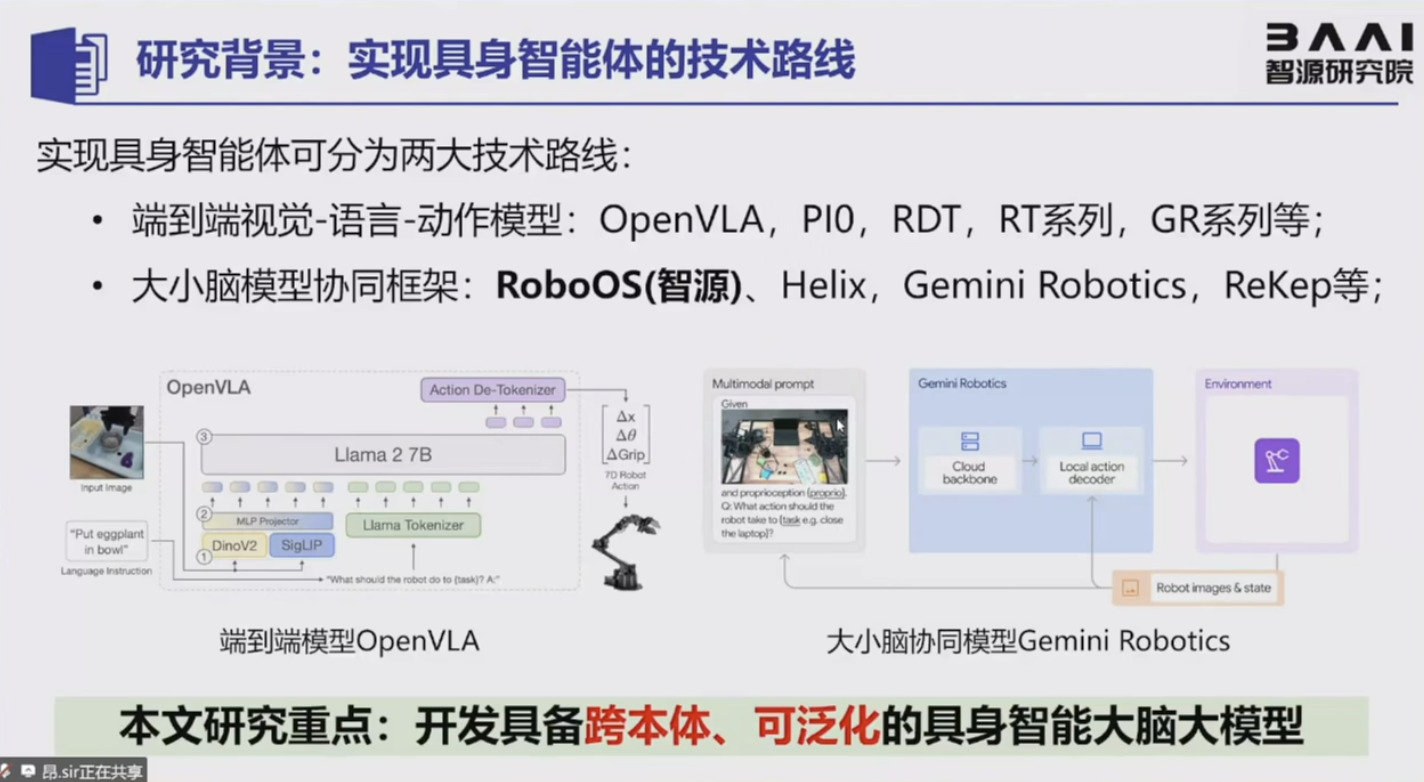 研究背景：实现具身智能体的技术路线
BAAI
智源研究院
实现具身智能体可分为两大技术路线：
• 端到端视觉-语言-动作模型：OpenVLA，PI0，RDT，RT系列，GR系列等；
• 大小脑模型协同框架：RoboOS(智源)、Helix，Gemini Robotics，ReKep等；
OpenVLA
Action De-Tokenizer
Δx
Δθ
ΔGrip
7D Robot
Action
③
Llama 2 7B
Input Image
②
MLP Projector
Llama Tokenizer
①
DinoV2
SigLIP
"Put eggplant
in bowl"
Language Instruction
"What should the robot do to {task}? A:"
端到端模型OpenVLA
Multimodal prompt
Given
and proprioception {proprio}.
Q: What action should the
robot take to {task e.g. close
the laptop}?
Gemini Robotics
Cloud
backbone
Local action
decoder
Environment
Robot images & state
大小脑协同模型Gemini Robotics
本文研究重点：开发具备跨本体、可泛化的具身智能大脑大模型
昂.sir正在共享